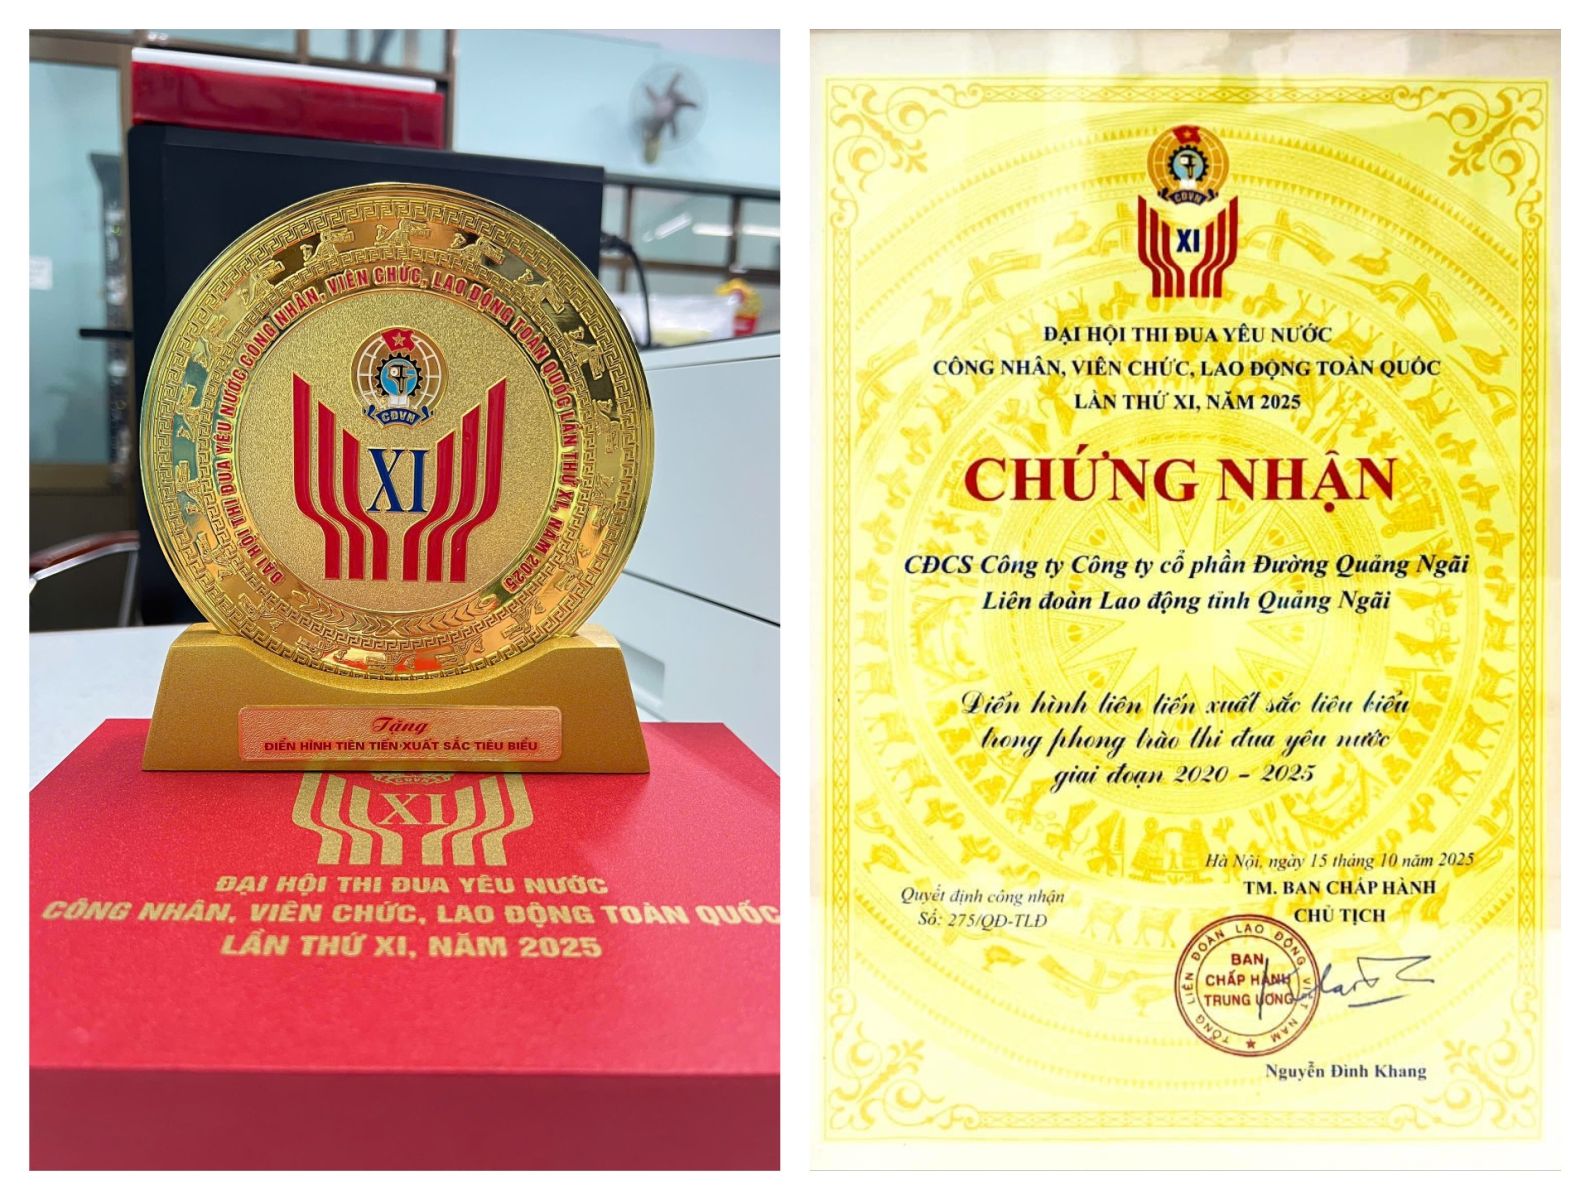 ĐẠI HỘI THI ĐUA YÊU NƯỚC CÔNG NHÂN, VIÊN CHỨC, LAO ĐỘNG TOÀN QUỐC LẦN THỨ XI, NĂM 2025
CĐVN
XI
Tặng
ĐIỂN HÌNH TIÊN TIẾN XUẤT SẮC TIÊU BIỂU
XI
ĐẠI HỘI THI ĐUA YÊU NƯỚC
CÔNG NHÂN, VIÊN CHỨC, LAO ĐỘNG TOÀN QUỐC
LẦN THỨ XI, NĂM 2025
CĐVN
XI
ĐẠI HỘI THI ĐUA YÊU NƯỚC
CÔNG NHÂN, VIÊN CHỨC, LAO ĐỘNG TOÀN QUỐC
LẦN THỨ XI, NĂM 2025
CHỨNG NHẬN
CĐCS Công ty Công ty cổ phần Đường Quảng Ngãi
Liên đoàn Lao động tỉnh Quảng Ngãi
Điển hình tiên tiến xuất sắc tiêu biểu
trong phong trào thi đua yêu nước
giai đoạn 2020 – 2025
Hà Nội, ngày 15 tháng 10 năm 2025
TM. BAN CHẤP HÀNH
CHỦ TỊCH
Quyết định công nhận
Số: 275/QĐ-TLĐ
TỔNG LIÊN ĐOÀN LAO ĐỘNG VIỆT NAM
BAN
CHẤP HÀNH
TRUNG ƯƠNG
Nguyễn Đình Khang